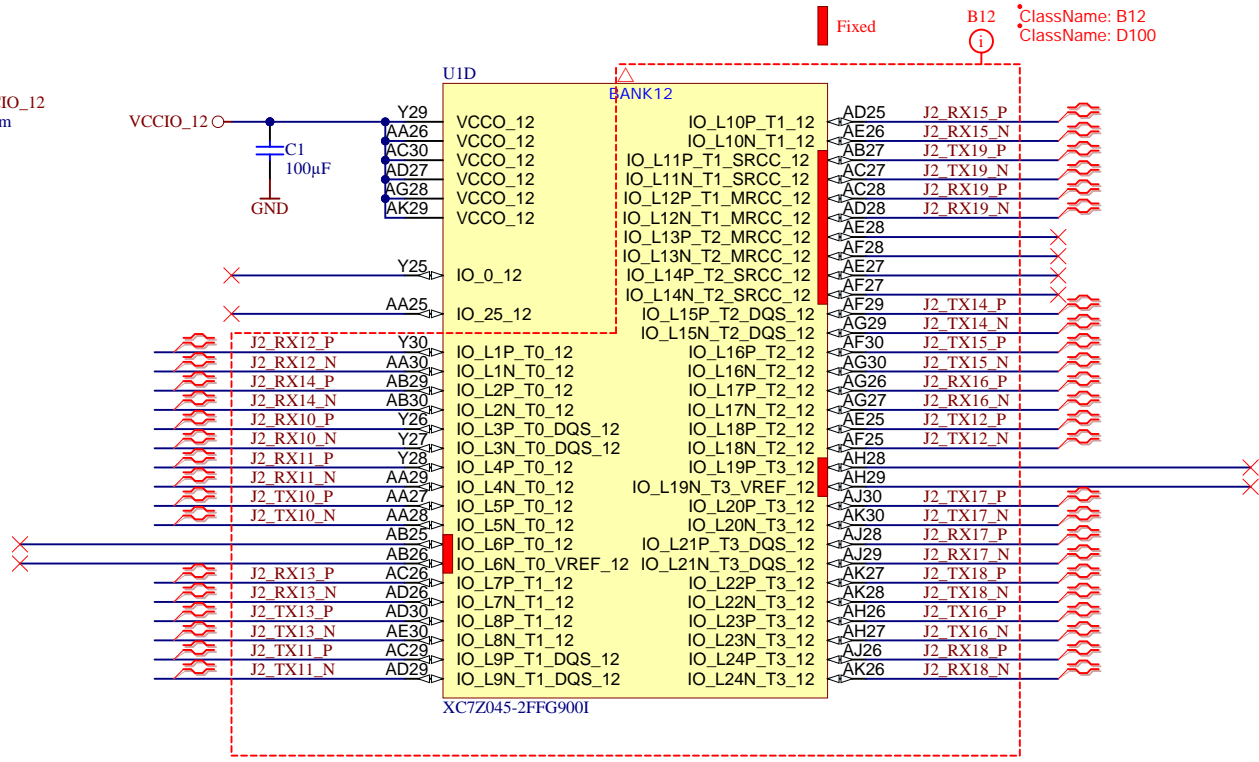 B12
ClassName: B12
Fixed
ClassName: D100
U1D
BANK12
IO_12
m
VCCIO_12
C1
100µF
GND
Y29 VCCO_12
AA26 VCCO_12
AC30 VCCO_12
AD27 VCCO_12
AG28 VCCO_12
AK29 VCCO_12
Y25 IO_0_12
AA25 IO_25_12
J2_RX12_P Y30 IO_L1P_T0_12
J2_RX12_N AA30 IO_L1N_T0_12
J2_RX14_P AB29 IO_L2P_T0_12
J2_RX14_N AB30 IO_L2N_T0_12
J2_RX10_P Y26 IO_L3P_T0_DQS_12
J2_RX10_N Y27 IO_L3N_T0_DQS_12
J2_RX11_P Y28 IO_L4P_T0_12
J2_RX11_N AA29 IO_L4N_T0_12
J2_TX10_P AA27 IO_L5P_T0_12
J2_TX10_N AA28 IO_L5N_T0_12
AB25 IO_L6P_T0_12
AB26 IO_L6N_T0_VREF_12
J2_RX13_P AC26 IO_L7P_T1_12
J2_RX13_N AD26 IO_L7N_T1_12
J2_TX13_P AD30 IO_L8P_T1_12
J2_TX13_N AE30 IO_L8N_T1_12
J2_TX11_P AC29 IO_L9P_T1_DQS_12
J2_TX11_N AD29 IO_L9N_T1_DQS_12
IO_L10P_T1_12 AD25 J2_RX15_P
IO_L10N_T1_12 AE26 J2_RX15_N
IO_L11P_T1_SRCC_12 AB27 J2_TX19_P
IO_L11N_T1_SRCC_12 AC27 J2_TX19_N
IO_L12P_T1_MRCC_12 AC28 J2_RX19_P
IO_L12N_T1_MRCC_12 AD28 J2_RX19_N
IO_L13P_T2_MRCC_12 AE28
IO_L13N_T2_MRCC_12 AF28
IO_L14P_T2_SRCC_12 AE27
IO_L14N_T2_SRCC_12 AF27
IO_L15P_T2_DQS_12 AF29 J2_TX14_P
IO_L15N_T2_DQS_12 AG29 J2_TX14_N
IO_L16P_T2_12 AF30 J2_TX15_P
IO_L16N_T2_12 AG30 J2_TX15_N
IO_L17P_T2_12 AG26 J2_RX16_P
IO_L17N_T2_12 AG27 J2_RX16_N
IO_L18P_T2_12 AE25 J2_TX12_P
IO_L18N_T2_12 AF25 J2_TX12_N
IO_L19P_T3_12 AH28
IO_L19N_T3_VREF_12 AH29
IO_L20P_T3_12 AJ30 J2_TX17_P
IO_L20N_T3_12 AK30 J2_TX17_N
IO_L21P_T3_DQS_12 AJ28 J2_RX17_P
IO_L21N_T3_DQS_12 AJ29 J2_RX17_N
IO_L22P_T3_12 AK27 J2_TX18_P
IO_L22N_T3_12 AK28 J2_TX18_N
IO_L23P_T3_12 AH26 J2_TX16_P
IO_L23N_T3_12 AH27 J2_TX16_N
IO_L24P_T3_12 AJ26 J2_RX18_P
IO_L24N_T3_12 AK26 J2_RX18_N
XC7Z045-2FFG900I